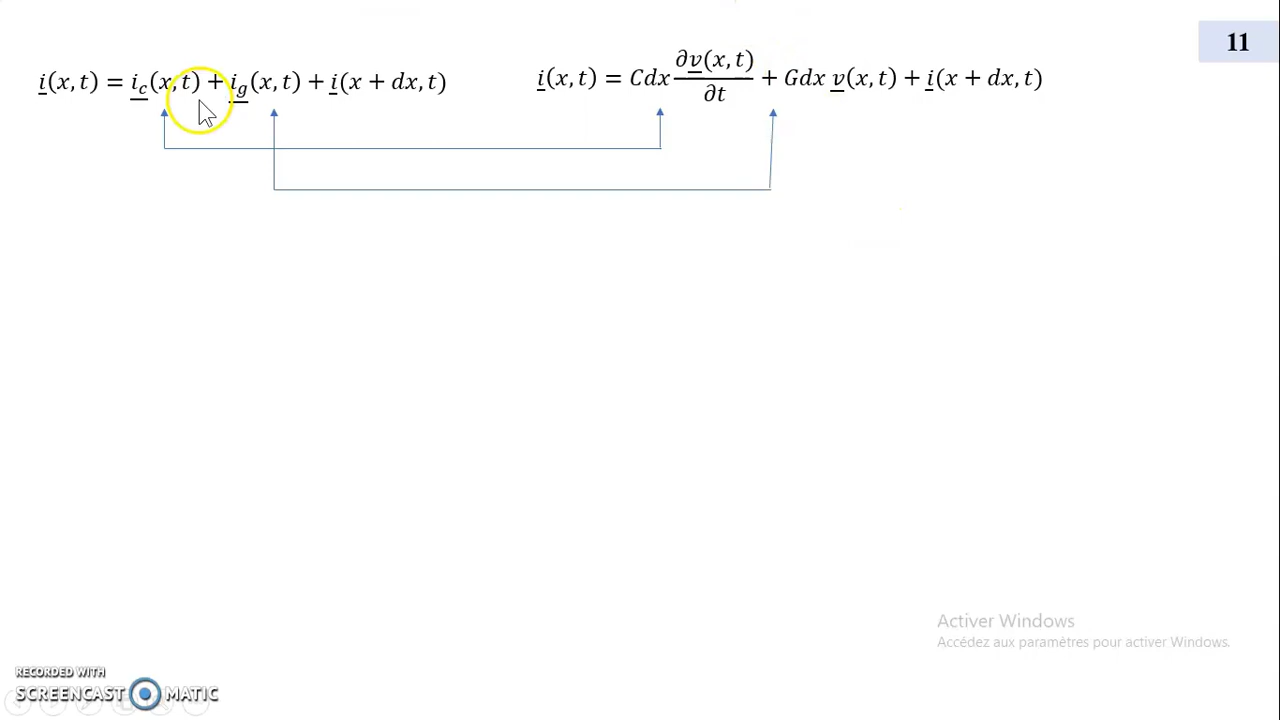 11
i(x,t) = i_c(x,t) + i_g(x,t) + i(x + dx,t)
i(x,t) = Cdx ∂v(x,t)/∂t + Gdx v(x,t) + i(x + dx,t)
Activer Windows
Accédez aux paramètres pour activer Windows.
RECORDED WITH
SCREENCAST MATIC